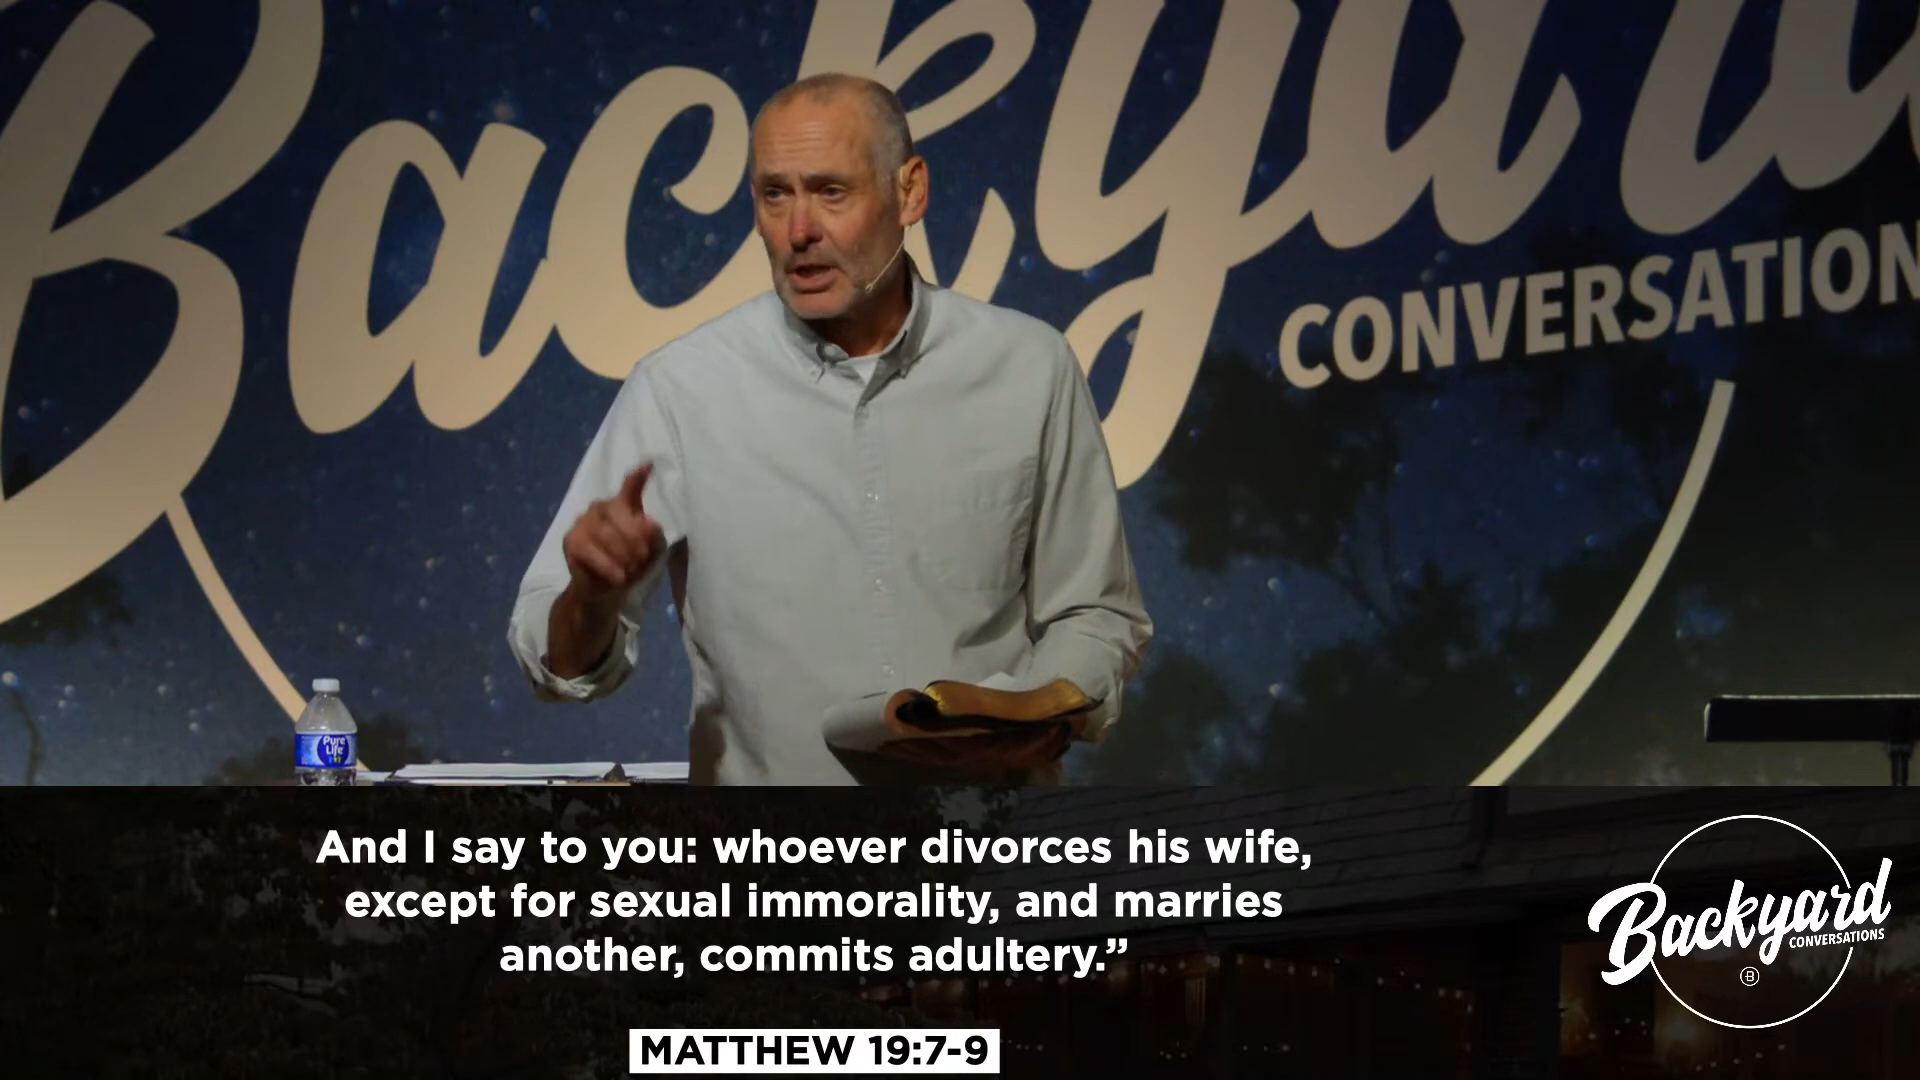 Backyard
CONVERSATION
Pure
Life
And I say to you: whoever divorces his wife,
except for sexual immorality, and marries
another, commits adultery.”
MATTHEW 19:7-9
Backyard
CONVERSATIONS
B